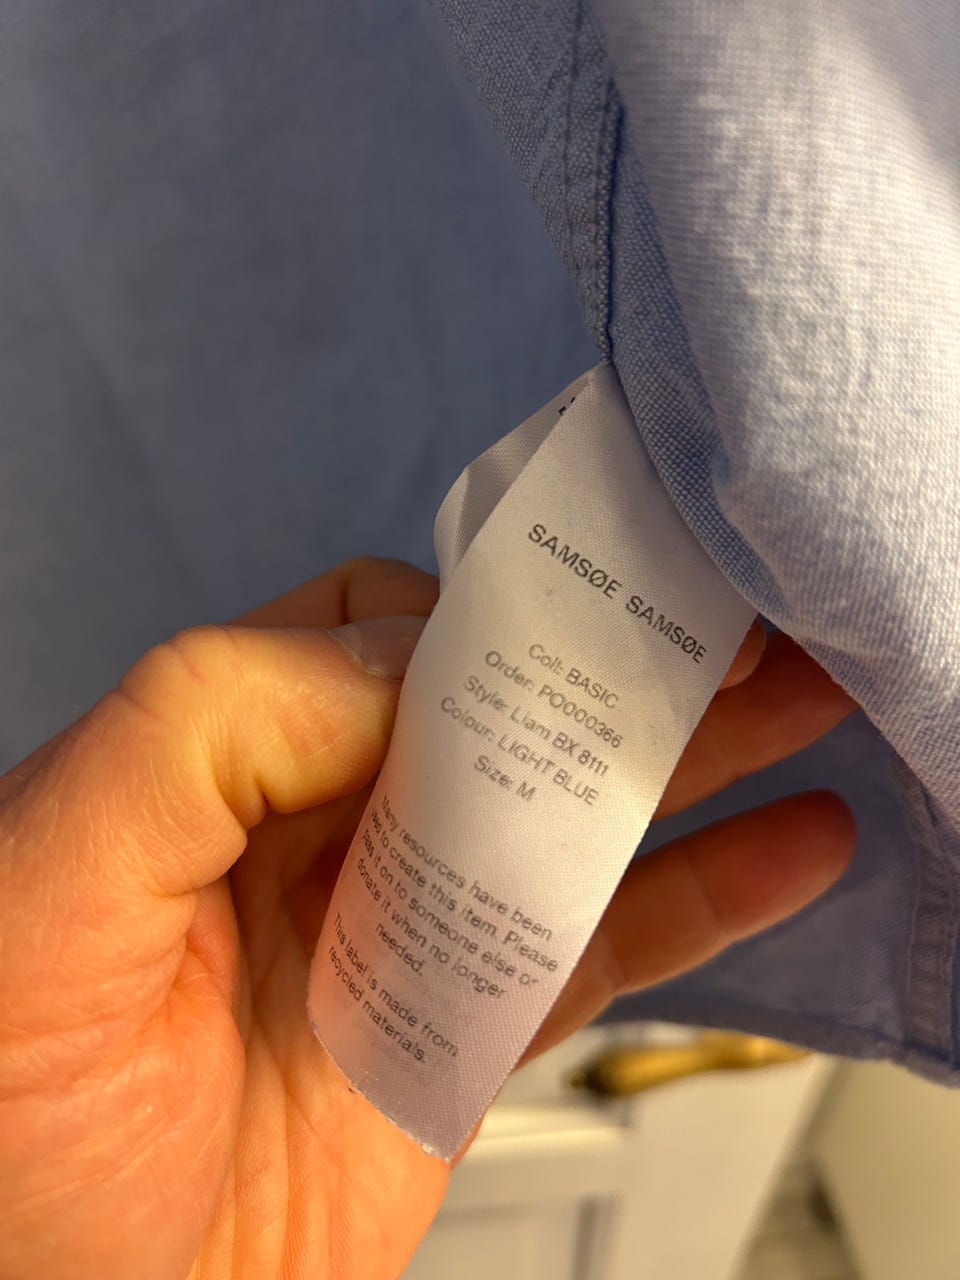 SAMSØE SAMSØE
Coll: BASIC
Order: PO000366
Style: Liam BX 8111
Colour: LIGHT BLUE
Size: M
Many resources have been
to create this item. Please
pass it on to someone else or
donate it when no longer
needed.
This label is made from
recycled materials.